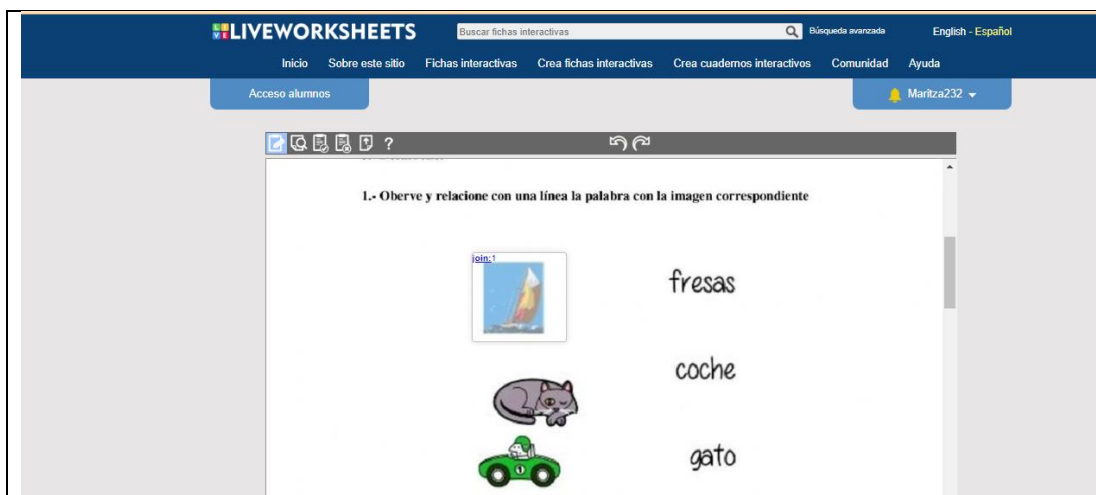 LIVEWORKSHEETS
Buscar fichas interactivas
Búsqueda avanzada
English - Español
Inicio Sobre este sitio Fichas interactivas Crea fichas interactivas Crea cuadernos interactivos Comunidad Ayuda
Acceso alumnos
Maritza232
?
1.- Oberve y relacione con una línea la palabra con la imagen correspondiente
join:1
fresas
coche
gato
1